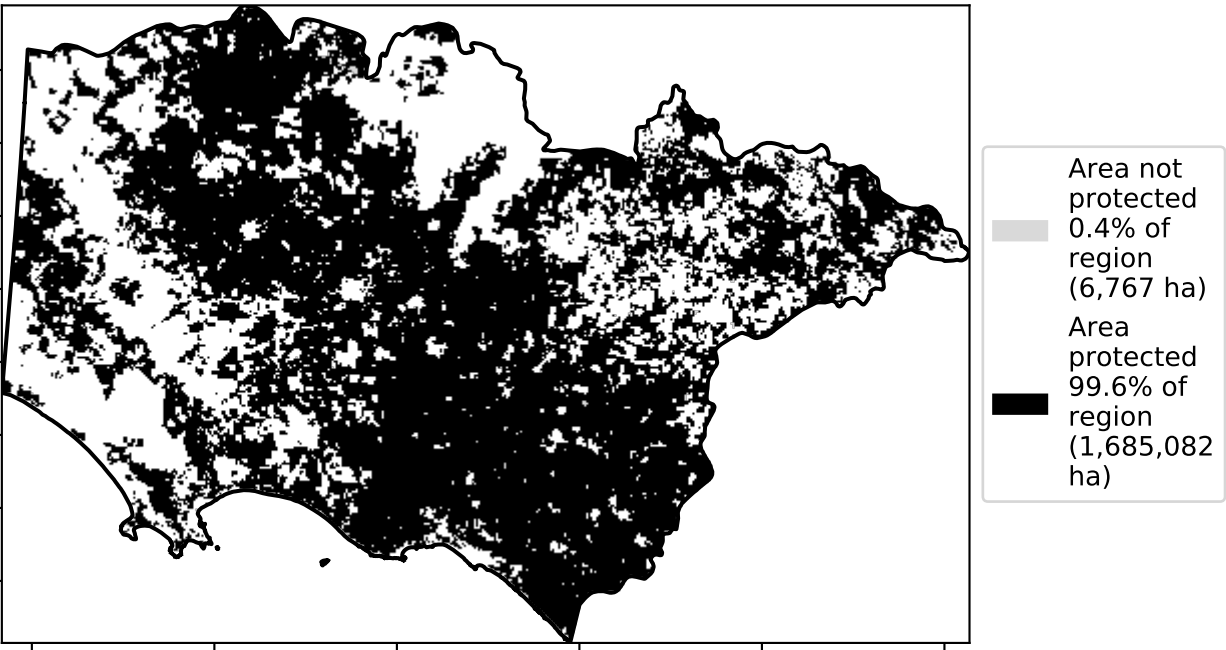 Area not
protected
0.4% of
region
(6,767 ha)
Area
protected
99.6% of
region
(1,685,082
ha)